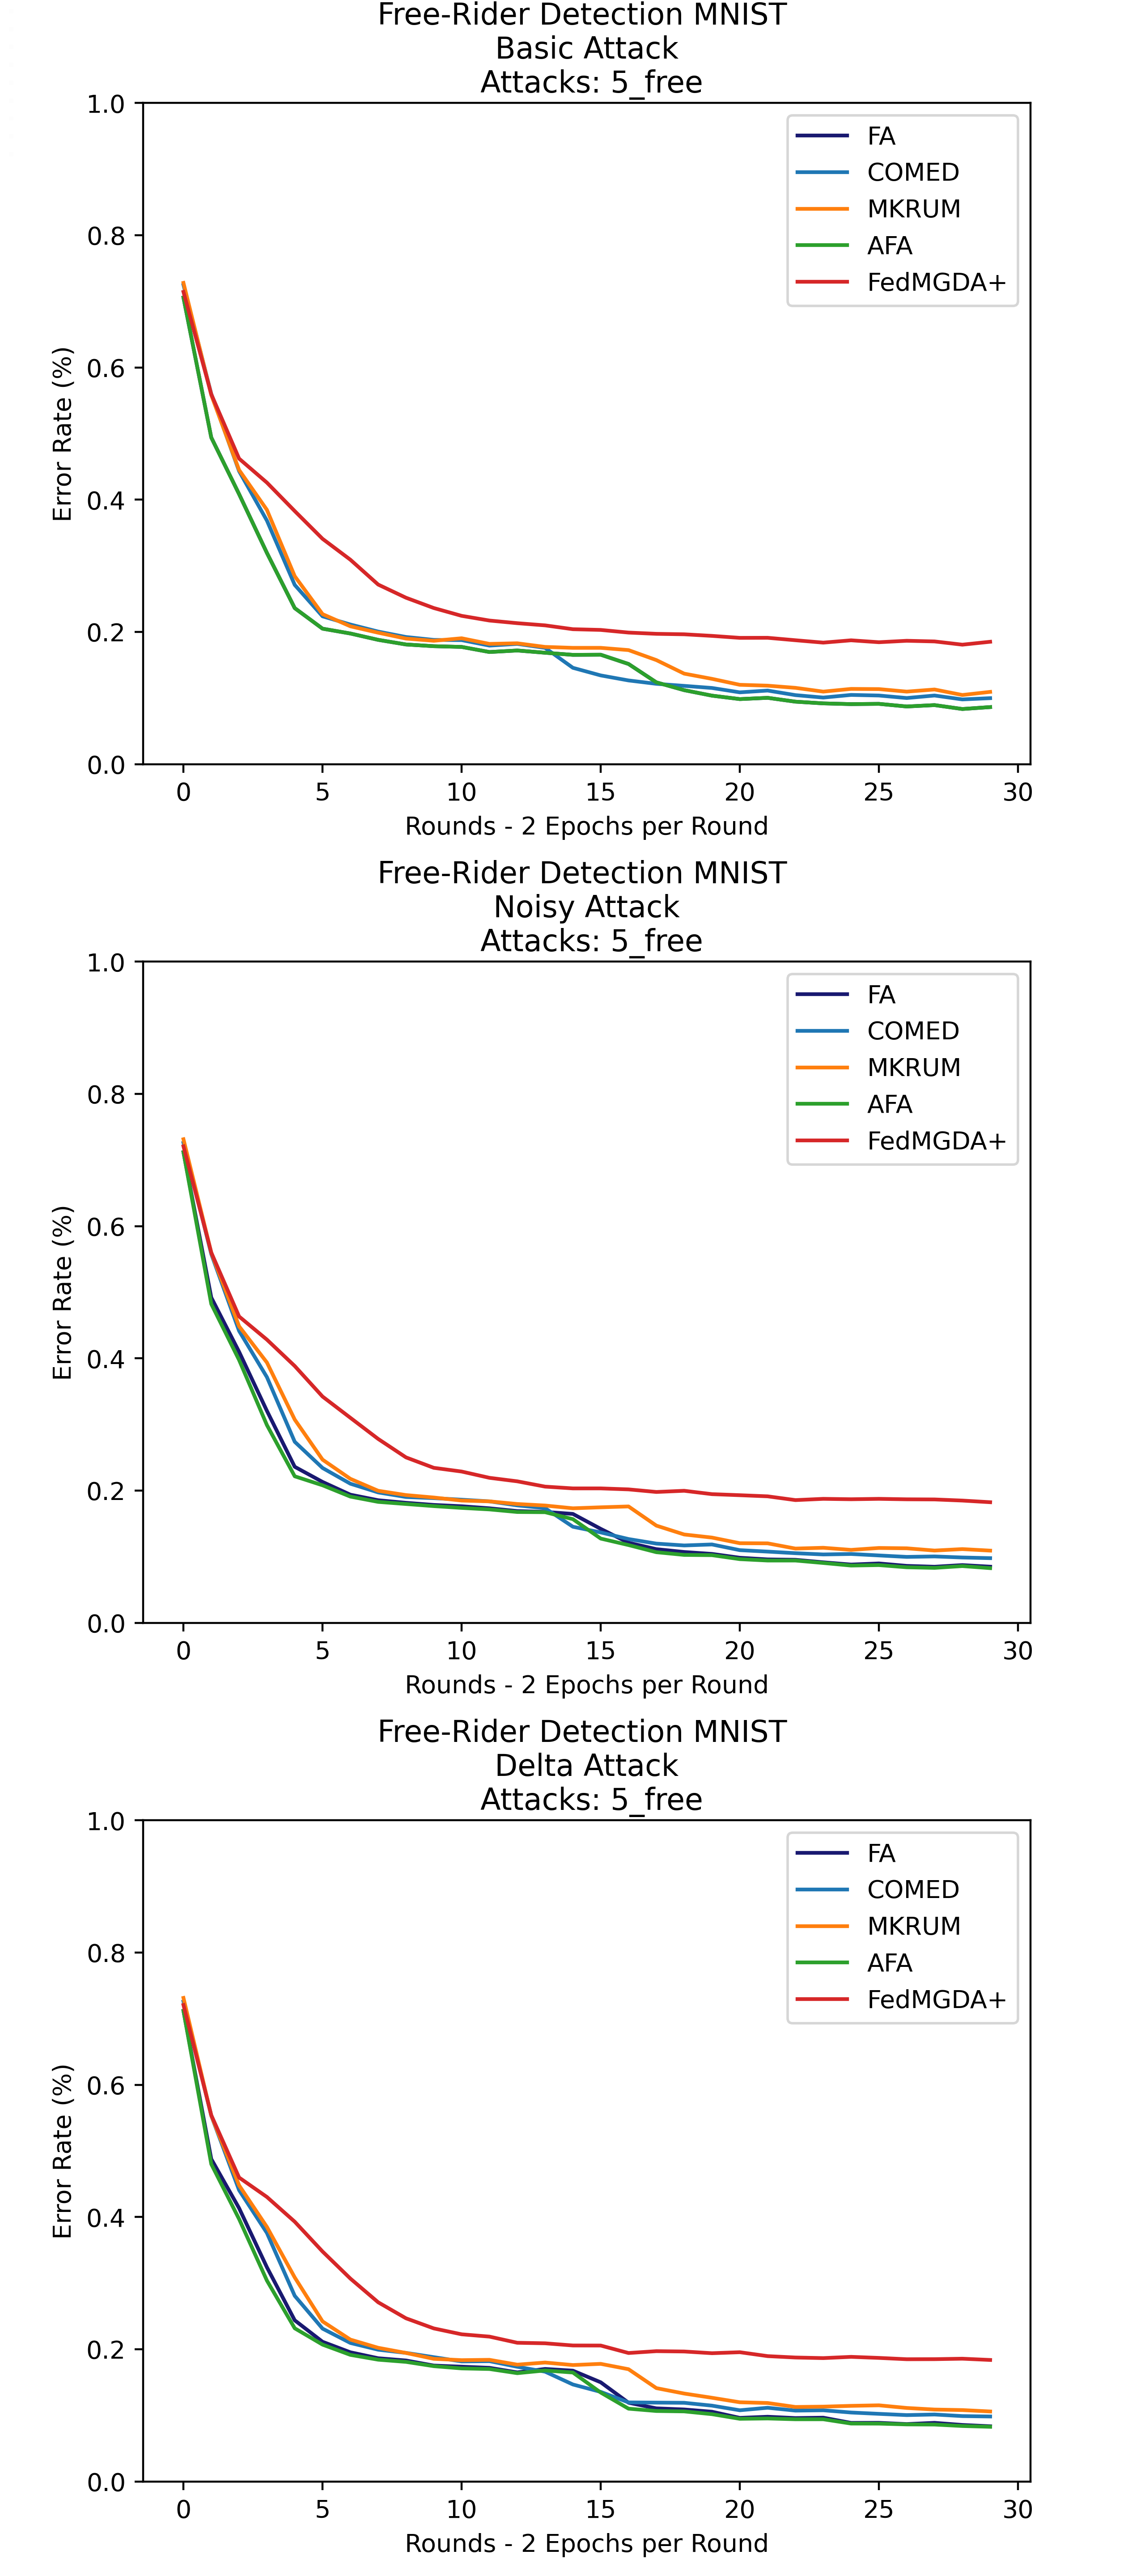 Free-Rider Detection MNIST
Basic Attack
Attacks: 5_free
1.0
0.8
0.6
0.4
0.2
0.0
Error Rate (%)
FA
COMED
MKRUM
AFA
FedMGDA+
0 5 10 15 20 25 30
Rounds - 2 Epochs per Round
Free-Rider Detection MNIST
Noisy Attack
Attacks: 5_free
1.0
0.8
0.6
0.4
0.2
0.0
Error Rate (%)
FA
COMED
MKRUM
AFA
FedMGDA+
0 5 10 15 20 25 30
Rounds - 2 Epochs per Round
Free-Rider Detection MNIST
Delta Attack
Attacks: 5_free
1.0
0.8
0.6
0.4
0.2
0.0
Error Rate (%)
FA
COMED
MKRUM
AFA
FedMGDA+
0 5 10 15 20 25 30
Rounds - 2 Epochs per Round